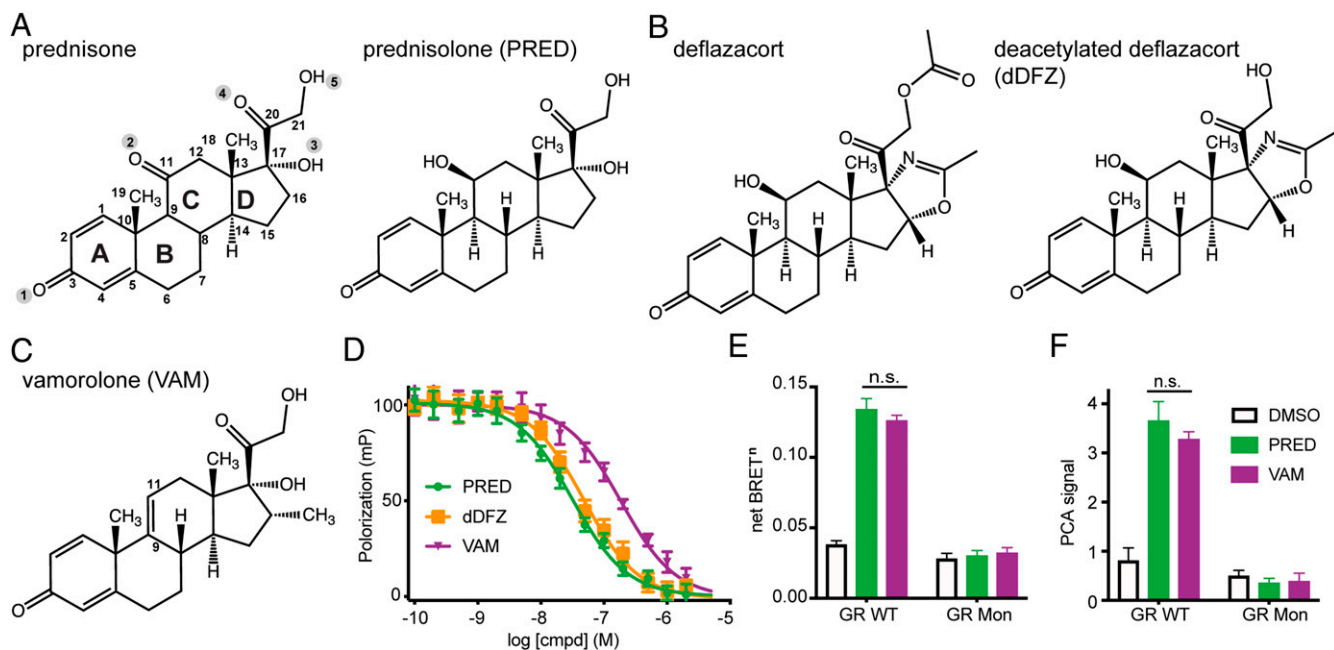 A
prednisone
prednisolone (PRED)
OH
5
4
O
20
21
2
O
18
CH3
17
3
OH
11
12
13
19
CH3
C
D
16
1
10
9
14
15
2
A
B
8
H
O
3
4
5
6
7
1
OH
O
HO
CH3
OH
CH3
H
H
H
O
B
deflazacort
deacetylated deflazacort
(dDFZ)
O
O
O
N
HO
CH3
CH3
O
H
H
H
H
O
HO
O
N
HO
CH3
CH3
O
H
H
H
H
O
C
vamorolone (VAM)
OH
O
CH3
OH
11
CH3
CH3
H
9
H
O
D
Polorization (mP)
100
50
0
PRED
dDFZ
VAM
-10
-9
-8
-7
-6
-5
log [cmpd] (M)
E
n.s.
net BRETⁿ
0.15
0.10
0.05
0.00
GR WT
GR Mon
F
n.s.
PCA signal
4
3
2
1
0
DMSO
PRED
VAM
GR WT
GR Mon